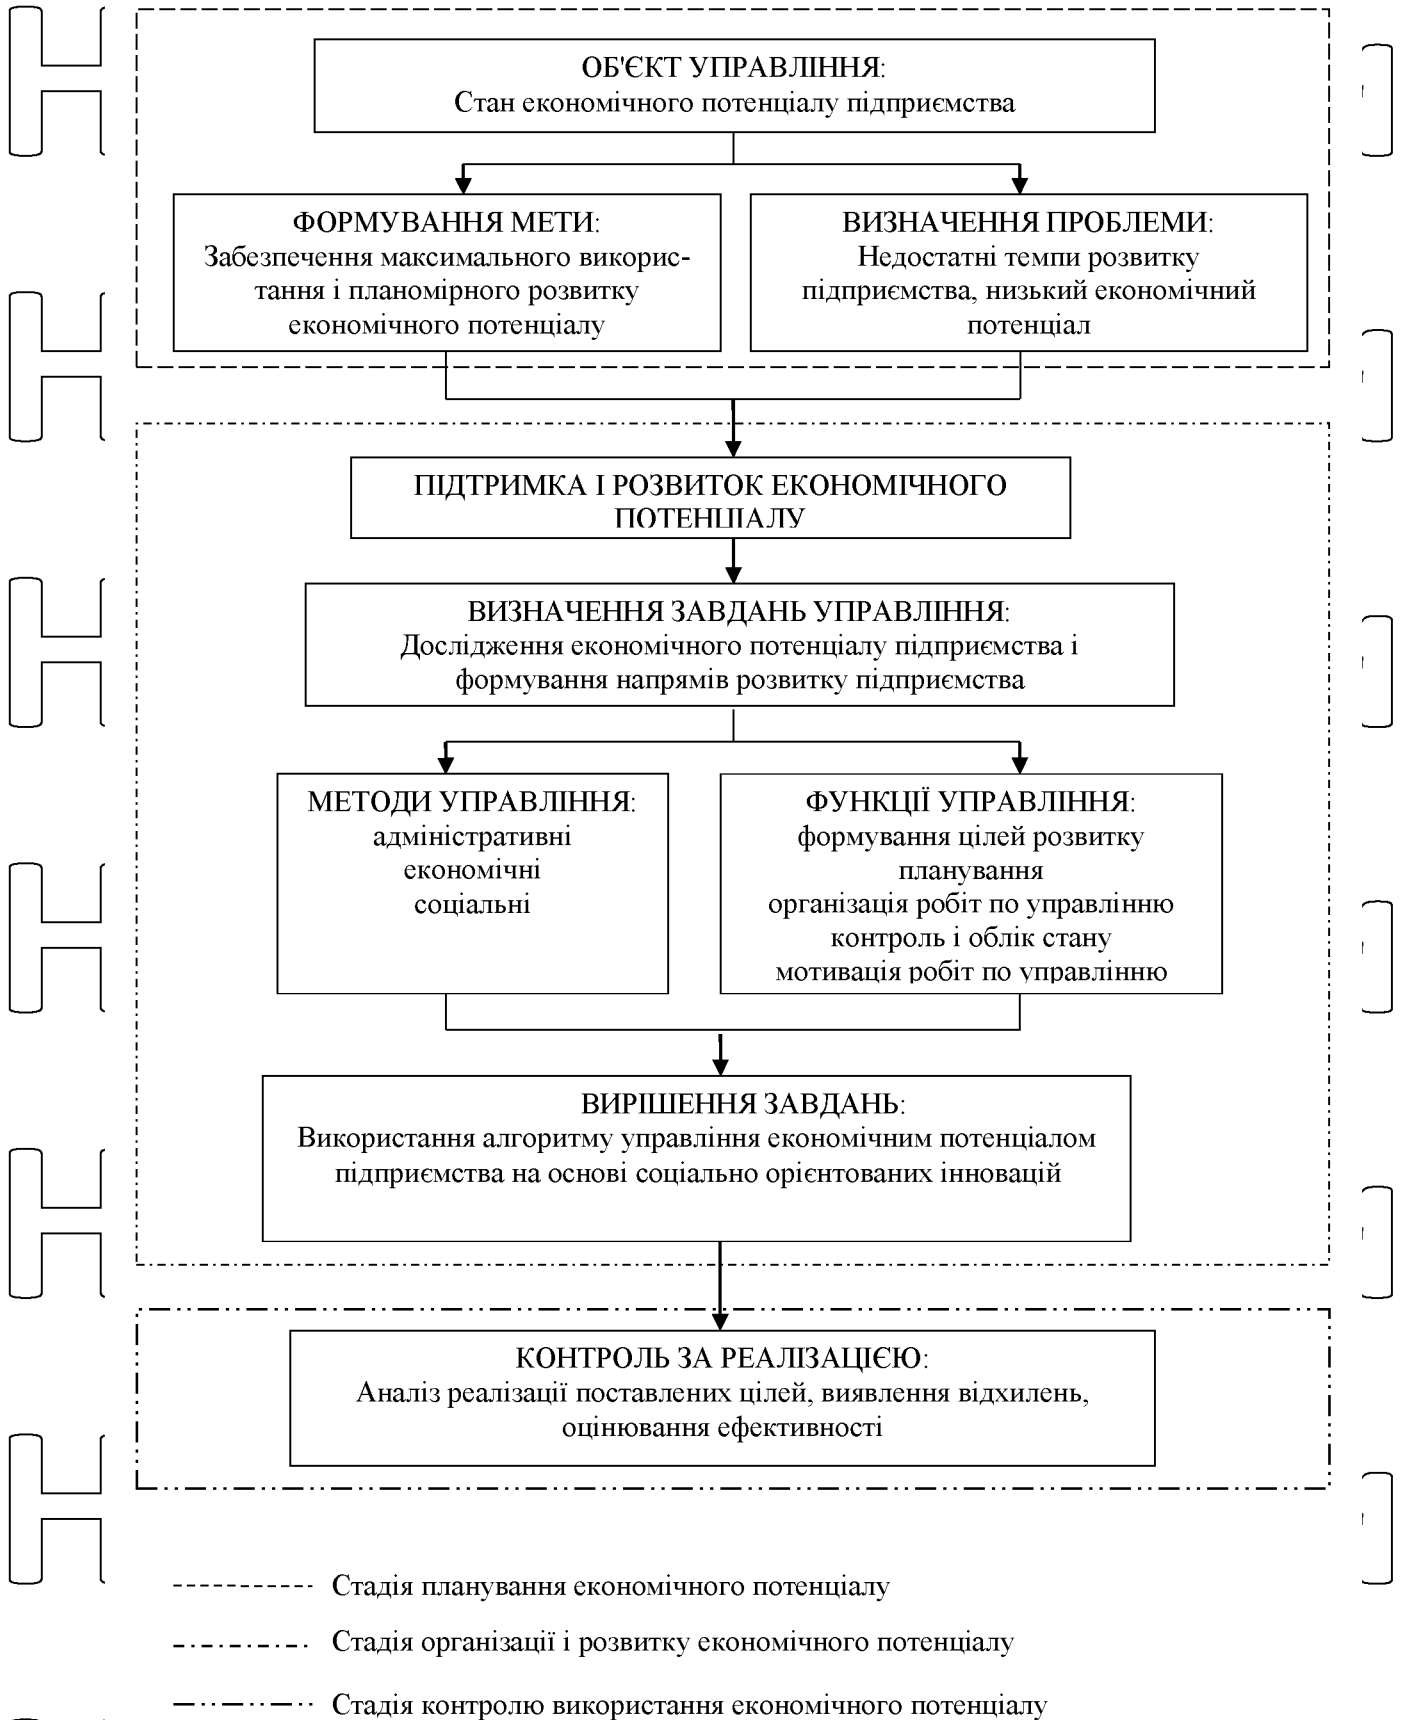 ОБ'ЄКТ УПРАВЛІННЯ:
Стан економічного потенціалу підприємства
ФОРМУВАННЯ МЕТИ:
Забезпечення максимального викорис-
тання і планомірного розвитку
економічного потенціалу
ВИЗНАЧЕННЯ ПРОБЛЕМИ:
Недостатні темпи розвитку
підприємства, низький економічний
потенціал
ПІДТРИМКА І РОЗВИТОК ЕКОНОМІЧНОГО
ПОТЕНЦІАЛУ
ВИЗНАЧЕННЯ ЗАВДАНЬ УПРАВЛІННЯ:
Дослідження економічного потенціалу підприємства і
формування напрямів розвитку підприємства
МЕТОДИ УПРАВЛІННЯ:
адміністративні
економічні
соціальні
ФУНКЦІЇ УПРАВЛІННЯ:
формування цілей розвитку
планування
організація робіт по управлінню
контроль і облік стану
мотивація робіт по управлінню
ВИРІШЕННЯ ЗАВДАНЬ:
Використання алгоритму управління економічним потенціалом
підприємства на основі соціально орієнтованих інновацій
КОНТРОЛЬ ЗА РЕАЛІЗАЦІЄЮ:
Аналіз реалізації поставлених цілей, виявлення відхилень,
оцінювання ефективності
Стадія планування економічного потенціалу
Стадія організації і розвитку економічного потенціалу
Стадія контролю використання економічного потенціалу